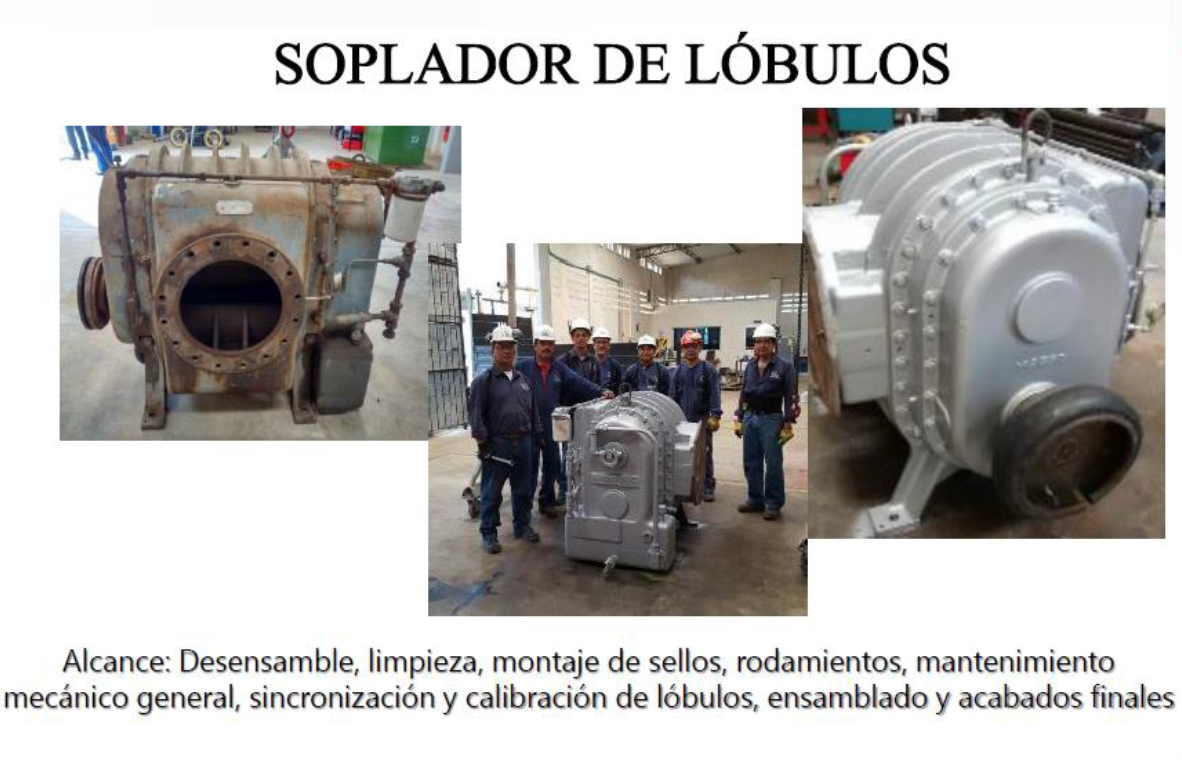 SOPLADOR DE LÓBULOS
Alcance: Desensamble, limpieza, montaje de sellos, rodamientos, mantenimiento
mecánico general, sincronización y calibración de lóbulos, ensamblado y acabados finales